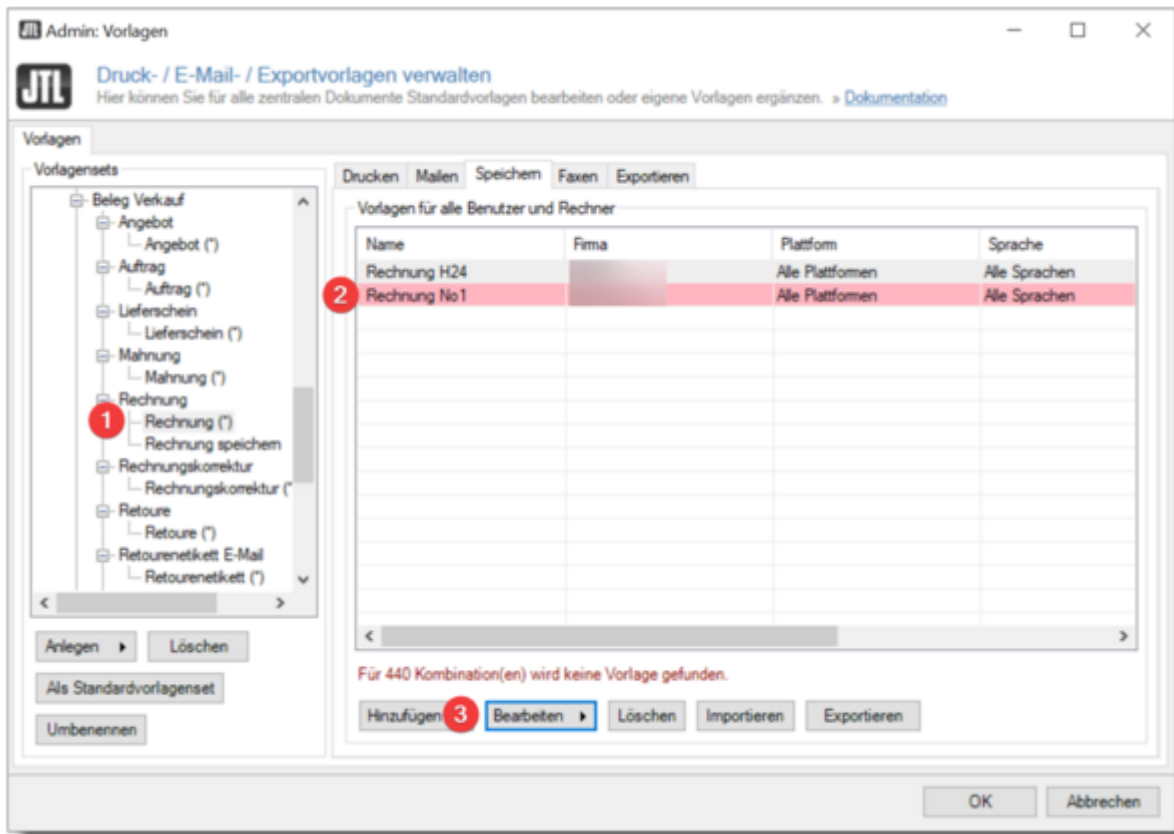 Admin: Vorlagen
JTL
Druck- / E-Mail- / Exportvorlagen verwalten
Hier können Sie für alle zentralen Dokumente Standardvorlagen bearbeiten oder eigene Vorlagen ergänzen. » Dokumentation
Vorlagen
Vorlagensets
Beleg Verkauf
Angebot
Angebot (*)
Auftrag
Auftrag (*)
Lieferschein
Lieferschein (*)
Mahnung
Mahnung (*)
Rechnung
1 Rechnung (*)
Rechnung speichern
Rechnungskorrektur
Rechnungskorrektur (*
Retoure
Retoure (*)
Retourenetikett E-Mail
Retourenetikett (*)
Anlegen Löschen
Als Standardvorlagenset
Umbenennen
Drucken Mailen Speichern Faxen Exportieren
Vorlagen für alle Benutzer und Rechner
Name Firma Plattform Sprache
Rechnung H24 Alle Plattformen Alle Sprachen
2 Rechnung No1 Alle Plattformen Alle Sprachen
Für 440 Kombination(en) wird keine Vorlage gefunden.
Hinzufügen 3 Bearbeiten Löschen Importieren Exportieren
OK Abbrechen